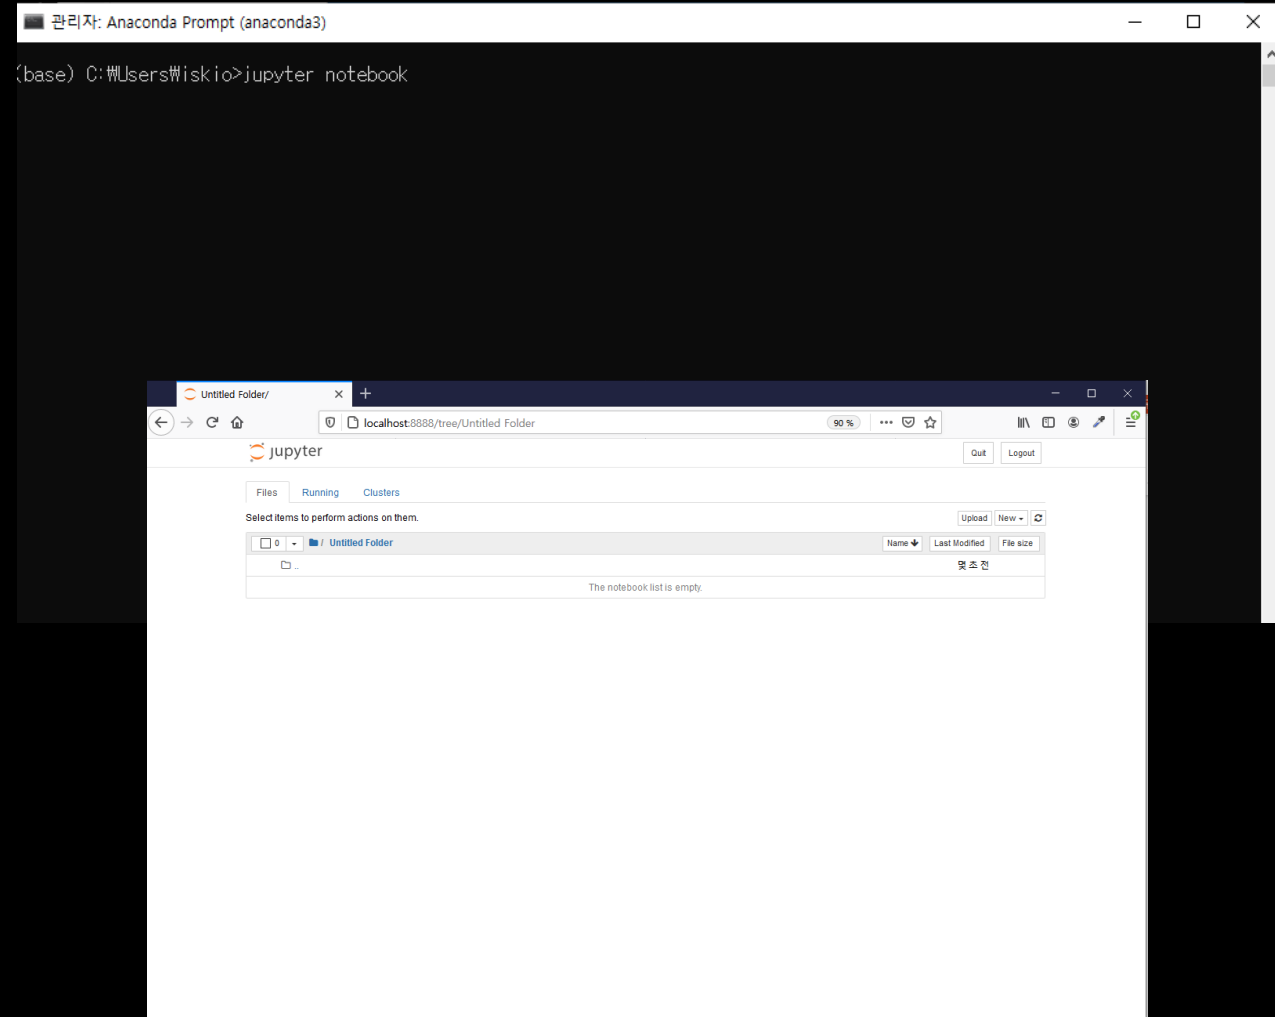 관리자: Anaconda Prompt (anaconda3)
(base) C:₩Users₩iskio>jupyter notebook
Untitled Folder/
localhost:8888/tree/Untitled Folder
90 %
jupyter
Quit
Logout
Files
Running
Clusters
Select items to perform actions on them.
Upload
New
0
/ Untitled Folder
Name
Last Modified
File size
..
몇 초 전
The notebook list is empty.